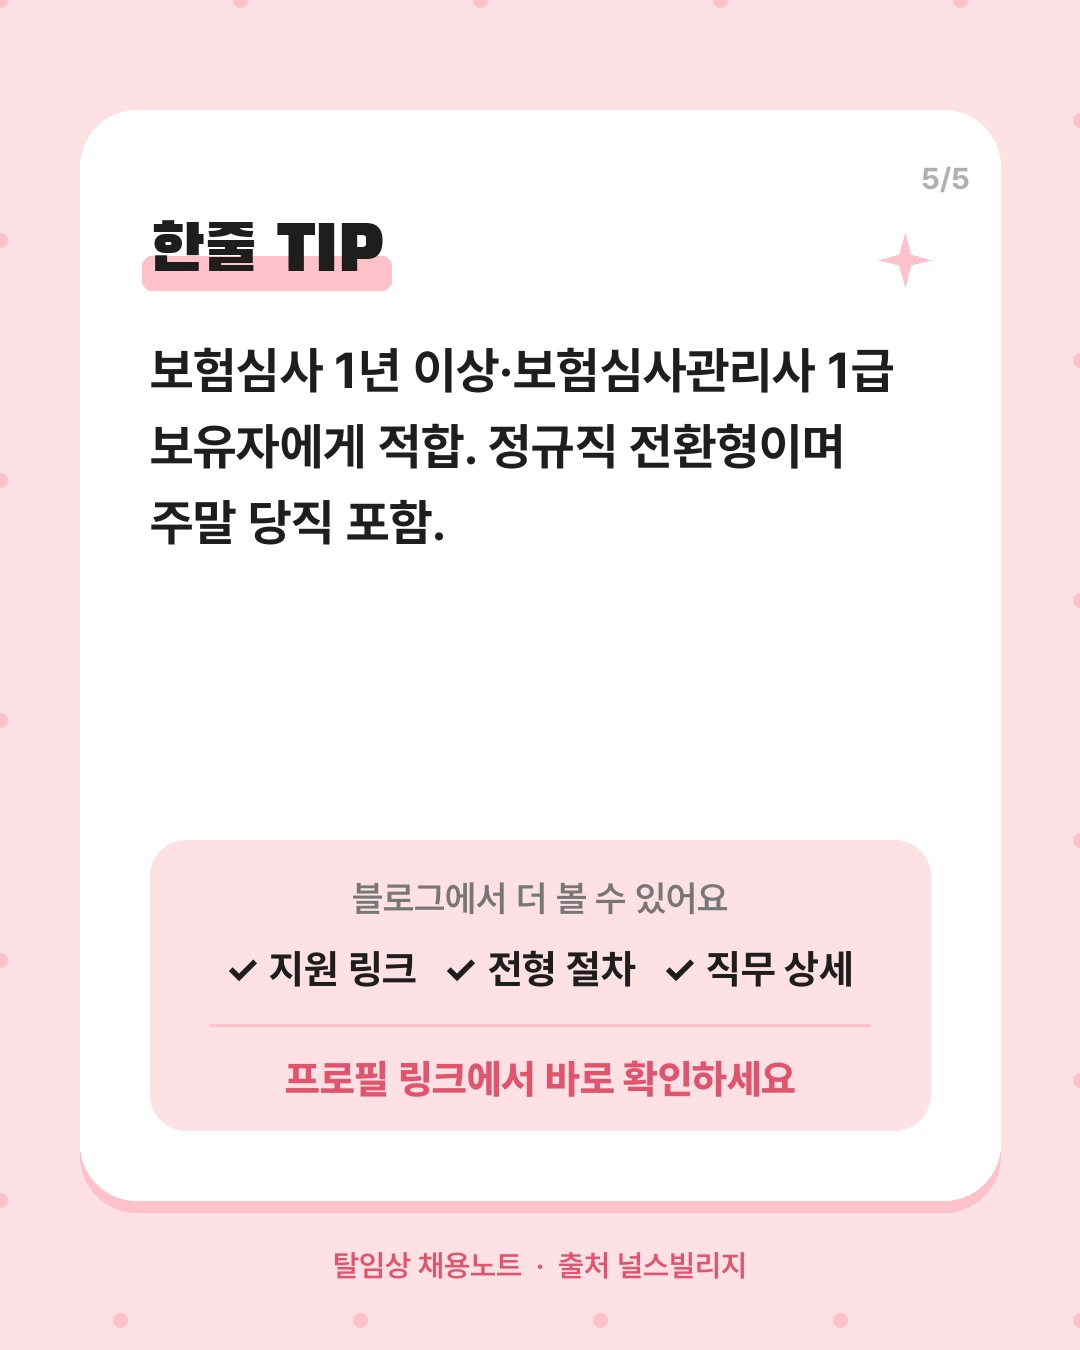 5/5
한줄 TIP
보험심사 1년 이상·보험심사관리사 1급
보유자에게 적합. 정규직 전환형이며
주말 당직 포함.
블로그에서 더 볼 수 있어요
✓ 지원 링크 ✓ 전형 절차 ✓ 직무 상세
프로필 링크에서 바로 확인하세요
탈임상 채용노트 · 출처 널스빌리지